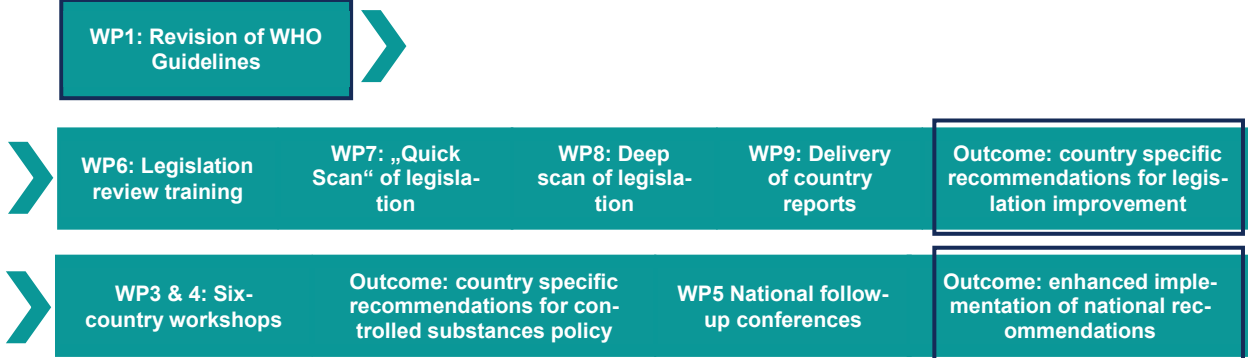 WP1: Revision of WHO
Guidelines
WP6: Legislation
review training
WP7: „Quick
Scan“ of legisla-
tion
WP8: Deep
scan of legisla-
tion
WP9: Delivery
of country
reports
Outcome: country specific
recommendations for legis-
lation improvement
WP3 & 4: Six-
country workshops
Outcome: country specific
recommendations for con-
trolled substances policy
WP5 National follow-
up conferences
Outcome: enhanced imple-
mentation of national rec-
ommendations